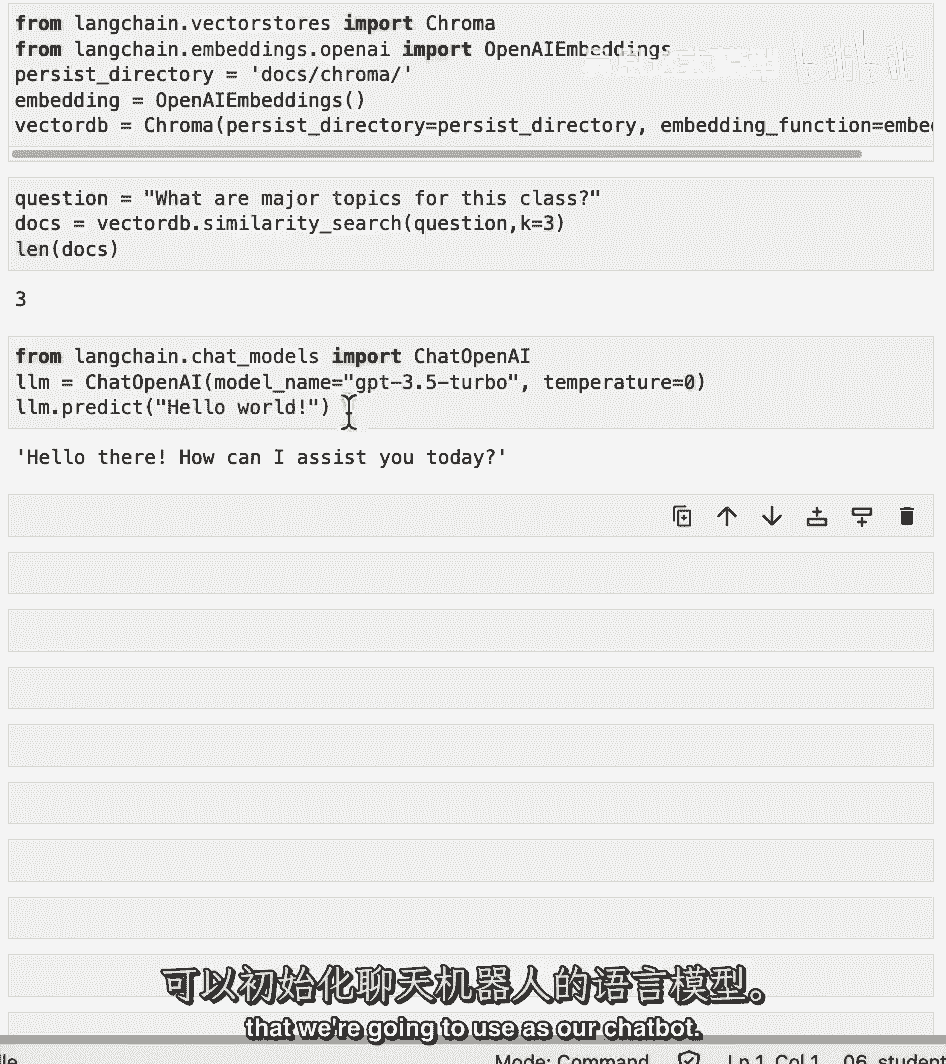 from langchain.vectorstores import Chroma
from langchain.embeddings.openai import OpenAIEmbeddings
persist_directory = 'docs/chroma/'
embedding = OpenAIEmbeddings()
vectordb = Chroma(persist_directory=persist_directory, embedding_function=embe
question = "What are major topics for this class?"
docs = vectordb.similarity_search(question,k=3)
len(docs)
3
from langchain.chat_models import ChatOpenAI
llm = ChatOpenAI(model_name="gpt-3.5-turbo", temperature=0)
llm.predict("Hello world!")
'Hello there! How can I assist you today?'
可以初始化聊天机器人的语言模型。
that we're going to use as our chatbot.
le Mode: Command Ln 1, Col 1 06_student